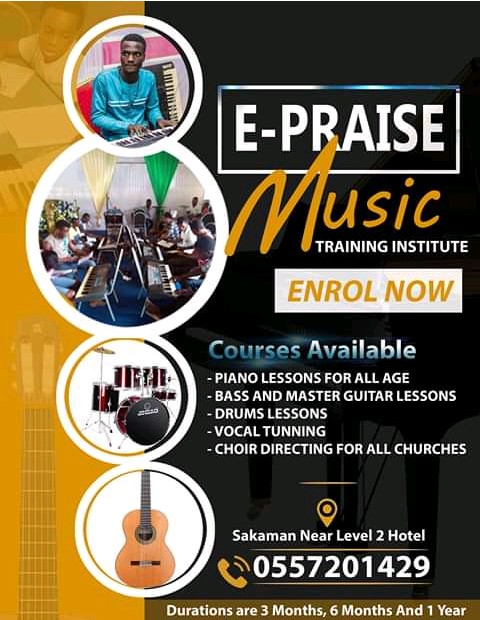 E-PRAISE
Music
TRAINING INSTITUTE
ENROL NOW
Courses Available
- PIANO LESSONS FOR ALL AGE
- BASS AND MASTER GUITAR LESSONS
- DRUMS LESSONS
- VOCAL TUNNING
- CHOIR DIRECTING FOR ALL CHURCHES
Sakaman Near Level 2 Hotel
0557201429
Durations are 3 Months, 6 Months And 1 Year